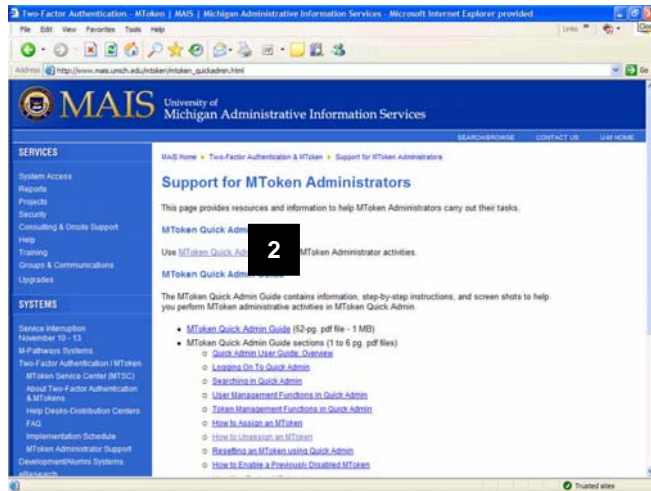 Two-Factor Authentication - MToken | MAIS | Michigan Administrative Information Services - Microsoft Internet Explorer provided
File Edit View Favorites Tools Help
Links
Address http://www.mais.umich.edu/mtoken/mtoken_quickadmin.html Go
MAIS University of
Michigan Administrative Information Services
SEARCH/BROWSE CONTACT US U-M HOME
SERVICES
System Access
Reports
Projects
Security
Consulting & Onsite Support
Help
Training
Groups & Communications
Upgrades
SYSTEMS
Service Interruption
November 10 - 13
M-Pathways Systems
Two-Factor Authentication / MToken
MToken Service Center (MTSC)
About Two-Factor Authentication
& MTokens
Help Desks-Distribution Centers
FAQ
Implementation Schedule
MToken Administrator Support
Development/Alumni Systems
eResearch
MAIS Home Two-Factor Authentication & MToken Support for MToken Administrators
Support for MToken Administrators
This page provides resources and information to help MToken Administrators carry out their tasks.
MToken Quick
2
Use MToken Quick MToken Administrator activities.
MToken Quick Admin Guide
The MToken Quick Admin Guide contains information, step-by-step instructions, and screen shots to help
you perform MToken administrative activities in MToken Quick Admin.
MToken Quick Admin Guide (52-pg. pdf file - 1 MB)
MToken Quick Admin Guide sections (1 to 6 pg. pdf files)
Quick Admin User Guide: Overview
Logging On To Quick Admin
Searching in Quick Admin
User Management Functions in Quick Admin
Token Management Functions in Quick Admin
How to Assign an MToken
How to Unassign an MToken
Resetting an MToken using Quick Admin
How to Enable a Previously Disabled MToken
Trusted sites